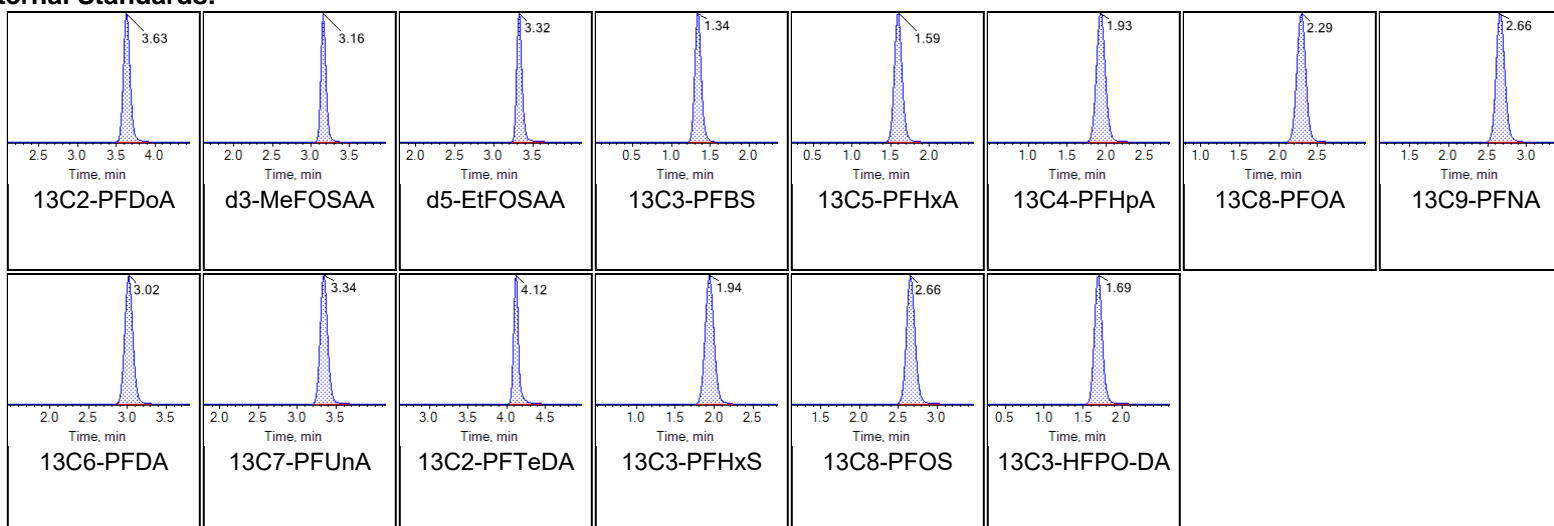 ternal Standards:
3.63 3.16 3.32 1.34 1.59 1.93 2.29 2.66
2.5 3.0 3.5 4.0 2.0 2.5 3.0 3.5 2.0 2.5 3.0 3.5 0.5 1.0 1.5 2.0 0.5 1.0 1.5 2.0 1.0 1.5 2.0 2.5 1.0 1.5 2.0 2.5 1.5 2.0 2.5 3.0
Time, min Time, min Time, min Time, min Time, min Time, min Time, min Time, min
13C2-PFDoA d3-MeFOSAA d5-EtFOSAA 13C3-PFBS 13C5-PFHxA 13C4-PFHpA 13C8-PFOA 13C9-PFNA
3.02 3.34 4.12 1.94 2.66 1.69
2.0 2.5 3.0 3.5 2.0 2.5 3.0 3.5 3.0 3.5 4.0 4.5 1.0 1.5 2.0 2.5 1.5 2.0 2.5 3.0 0.5 1.0 1.5 2.0
Time, min Time, min Time, min Time, min Time, min Time, min
13C6-PFDA 13C7-PFUnA 13C2-PFTeDA 13C3-PFHxS 13C8-PFOS 13C3-HFPO-DA